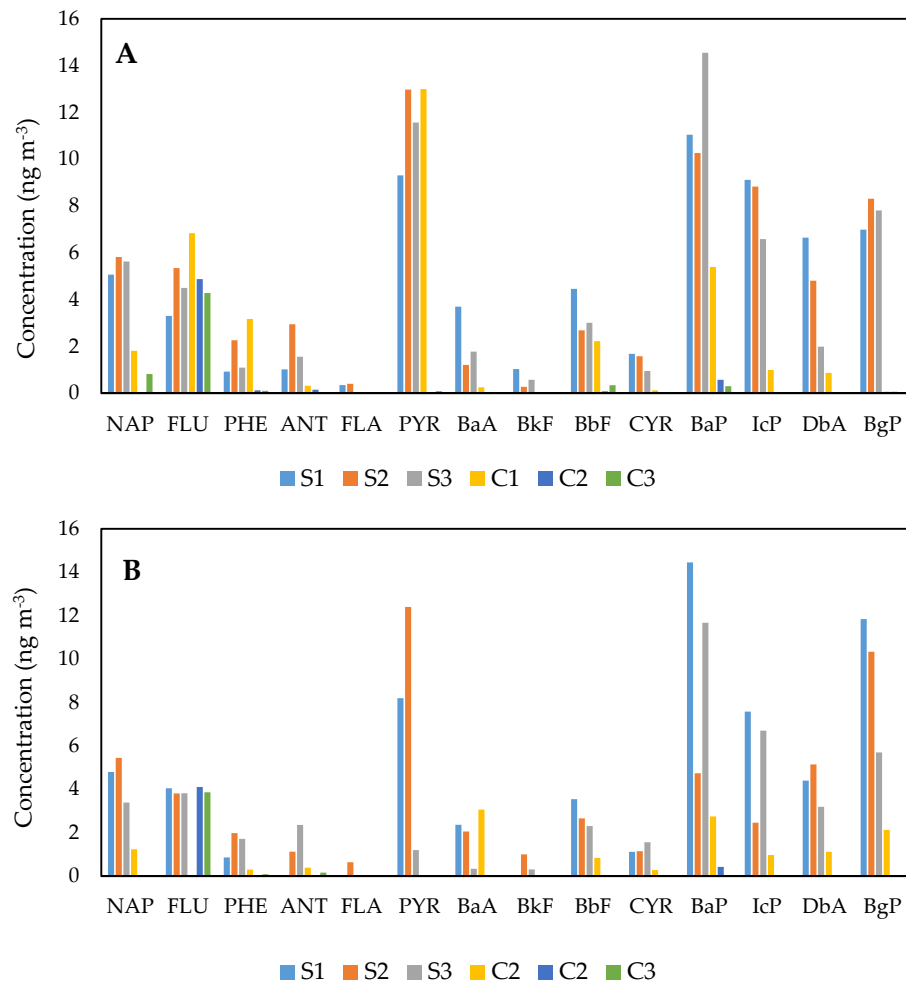 A
Concentration (ng m-3)
16
14
12
10
8
6
4
2
0
NAP FLU PHE ANT FLA PYR BaA BkF BbF CYR BaP IcP DbA BgP
S1 S2 S3 C1 C2 C3
B
Concentration (ng m-3)
16
14
12
10
8
6
4
2
0
NAP FLU PHE ANT FLA PYR BaA BkF BbF CYR BaP IcP DbA BgP
S1 S2 S3 C2 C2 C3